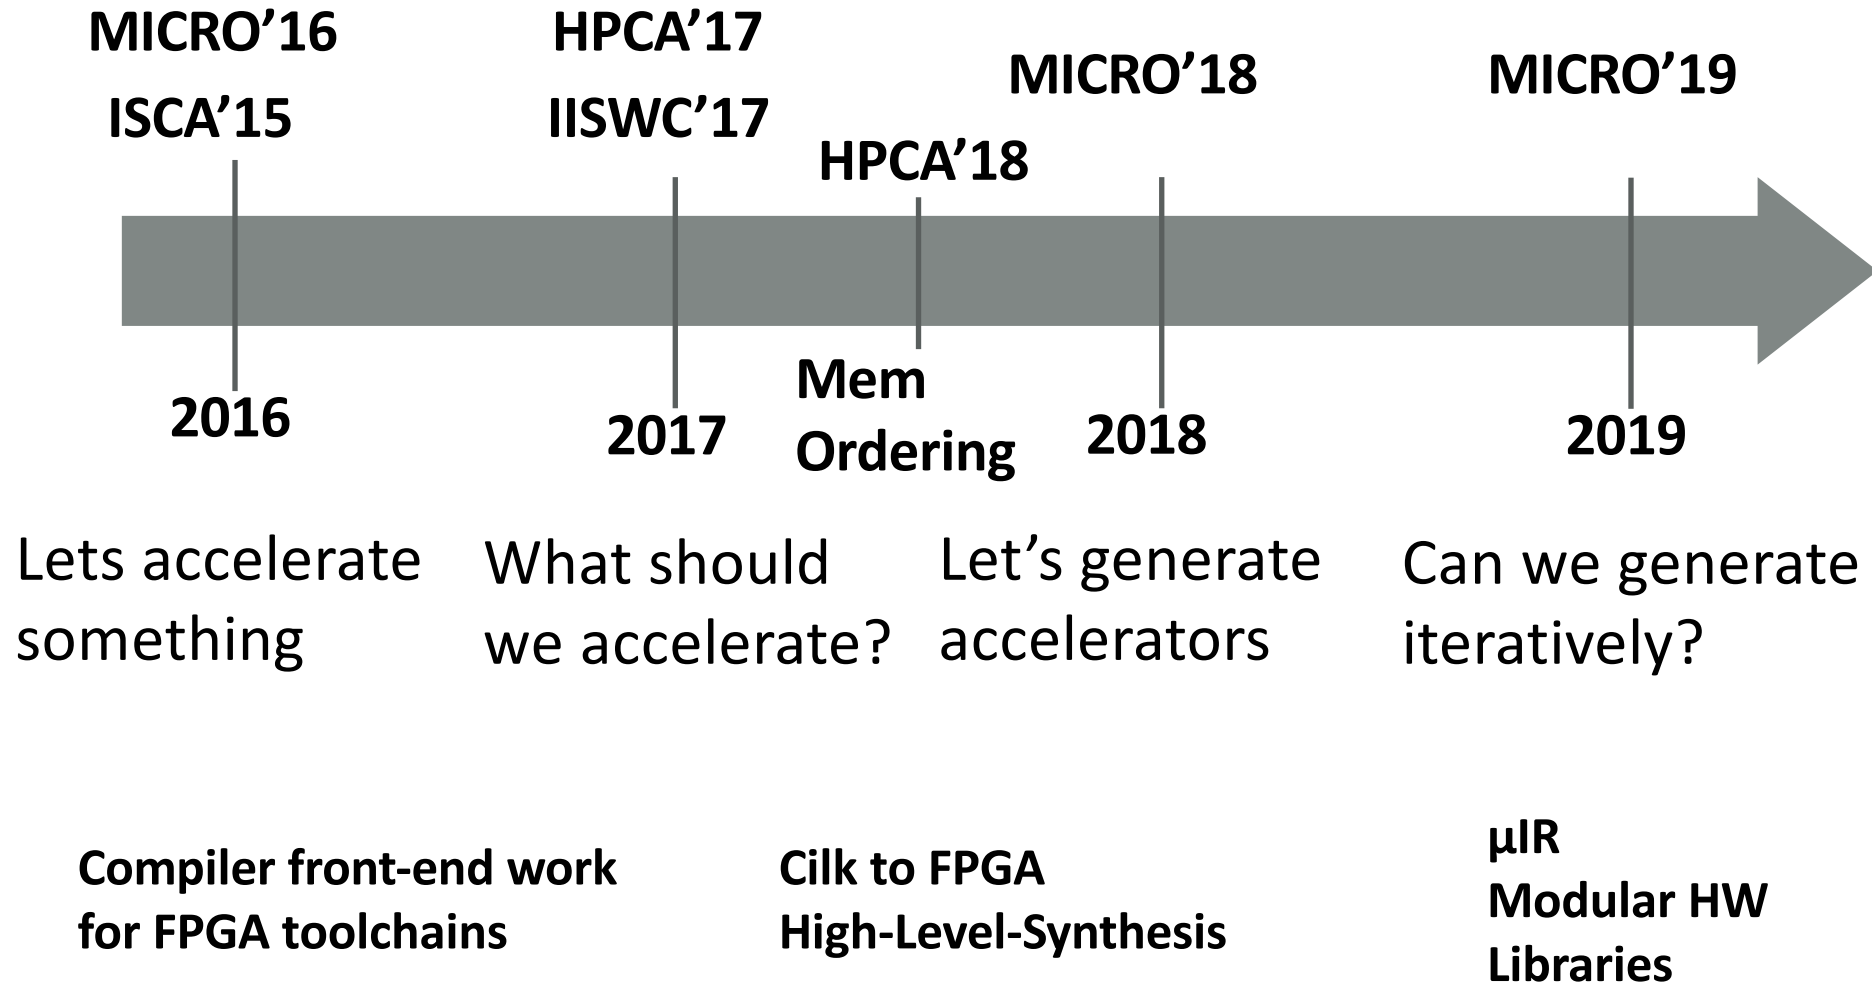 MICRO’16
ISCA’15
HPCA’17
IISWC’17
HPCA’18
MICRO’18
MICRO’19
2016
2017
Mem
Ordering
2018
2019
Lets accelerate
something
What should
we accelerate?
Let’s generate
accelerators
Can we generate
iteratively?
Compiler front-end work
for FPGA toolchains
Cilk to FPGA
High-Level-Synthesis
µIR
Modular HW
Libraries